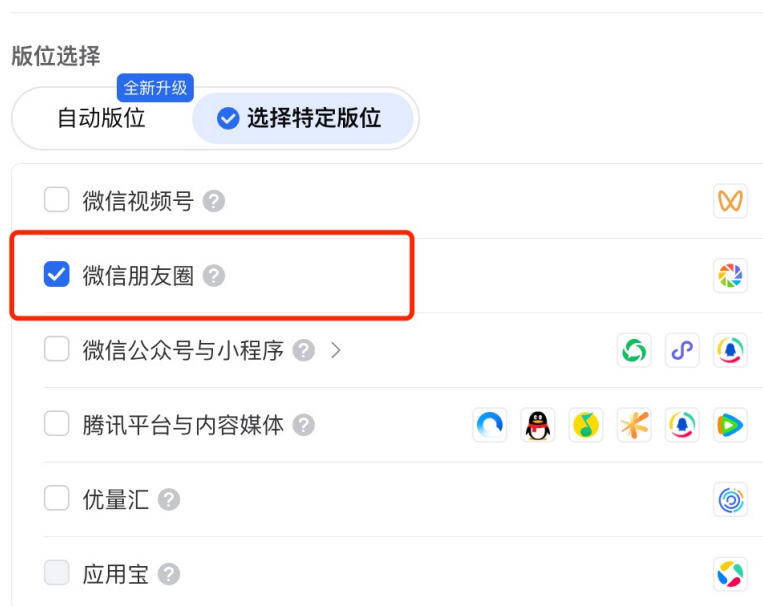 版位选择
全新升级
自动版位
选择特定版位
微信视频号
微信朋友圈
微信公众号与小程序
腾讯平台与内容媒体
优量汇
应用宝